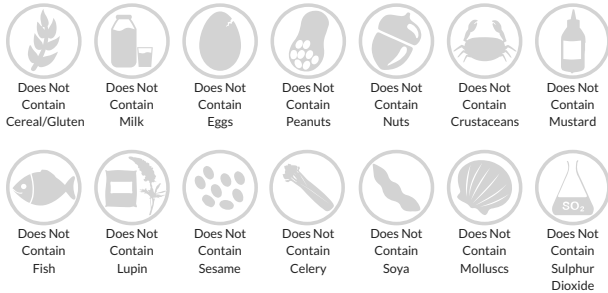 Does Not Contain Cereal/Gluten
Does Not Contain Milk
Does Not Contain Eggs
Does Not Contain Peanuts
Does Not Contain Nuts
Does Not Contain Crustaceans
Does Not Contain Mustard
SO₂
Does Not Contain Fish
Does Not Contain Lupin
Does Not Contain Sesame
Does Not Contain Celery
Does Not Contain Soya
Does Not Contain Molluscs
Does Not Contain Sulphur Dioxide